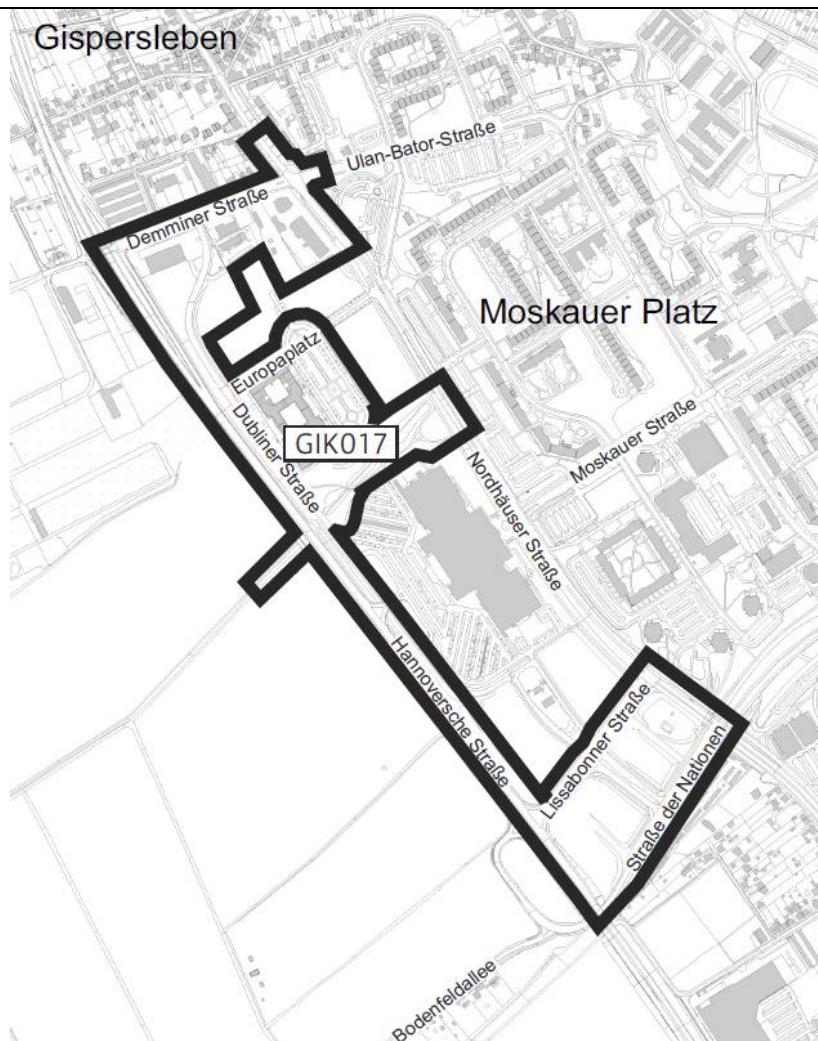 Gispersleben
Ulan-Bator-Straße
Demminer Straße
Moskauer Platz
Europaplatz
Dubliner Straße
GIK017
Moskauer Straße
Nordhäuser Straße
Hannoversche Straße
Lissabonner Straße
Straße der Nationen
Bodenfeldallee